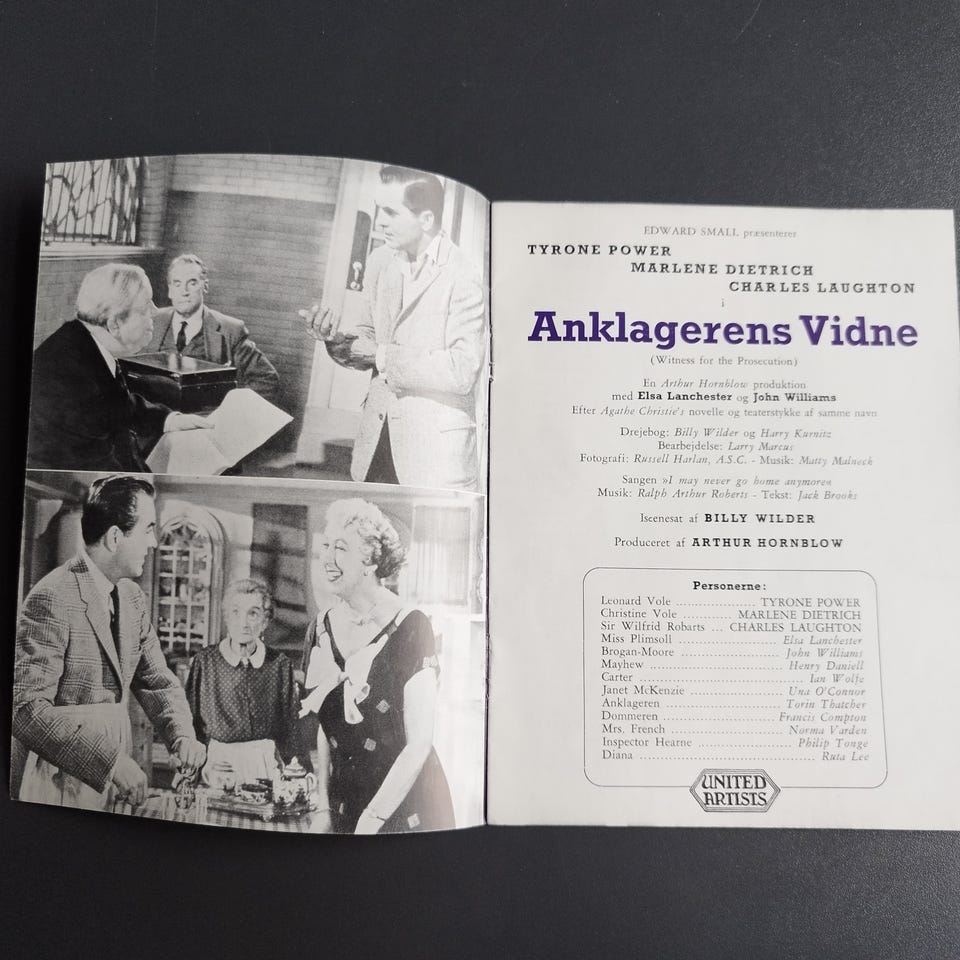 EDWARD SMALL præsenterer
TYRONE POWER
MARLENE DIETRICH
CHARLES LAUGHTON
i
Anklagerens Vidne
(Witness for the Prosecution)
En Arthur Hornblow produktion
med Elsa Lanchester og John Williams
Efter Agathe Christie's novelle og teaterstykke af samme navn
Drejebog: Billy Wilder og Harry Kurnitz
Bearbejdelse: Larry Marcus
Fotografi: Russell Harlan, A.S.C. - Musik: Matty Malneck
Sangen »I may never go home anymore«
Musik: Ralph Arthur Roberts - Tekst: Jack Brooks
Iscenesat af BILLY WILDER
Produceret af ARTHUR HORNBLOW
Personerne:
Leonard Vole ................ TYRONE POWER
Christine Vole ............ MARLENE DIETRICH
Sir Wilfrid Robarts ... CHARLES LAUGHTON
Miss Plimsoll ...................... Elsa Lanchester
Brogan-Moore ...................... John Williams
Mayhew ............................... Henry Daniell
Carter ........................................ Ian Wolfe
Janet McKenzie .................. Una O'Connor
Anklageren ......................... Torin Thatcher
Dommeren ...................... Francis Compton
Mrs. French ......................... Norma Varden
Inspector Hearne .................. Philip Tonge
Diana ......................................... Ruta Lee
UNITED
ARTISTS